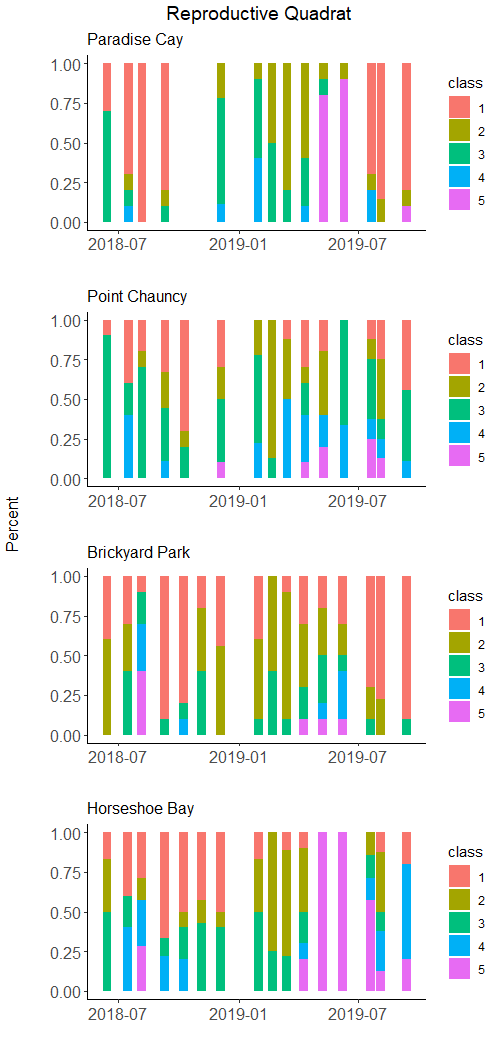 Reproductive Quadrat
Paradise Cay
1.00
0.75
0.50
0.25
0.00
2018-07 2019-01 2019-07
class
1
2
3
4
5
Point Chauncy
1.00
0.75
0.50
0.25
0.00
2018-07 2019-01 2019-07
class
1
2
3
4
5
Percent
Brickyard Park
1.00
0.75
0.50
0.25
0.00
2018-07 2019-01 2019-07
class
1
2
3
4
5
Horseshoe Bay
1.00
0.75
0.50
0.25
0.00
2018-07 2019-01 2019-07
class
1
2
3
4
5